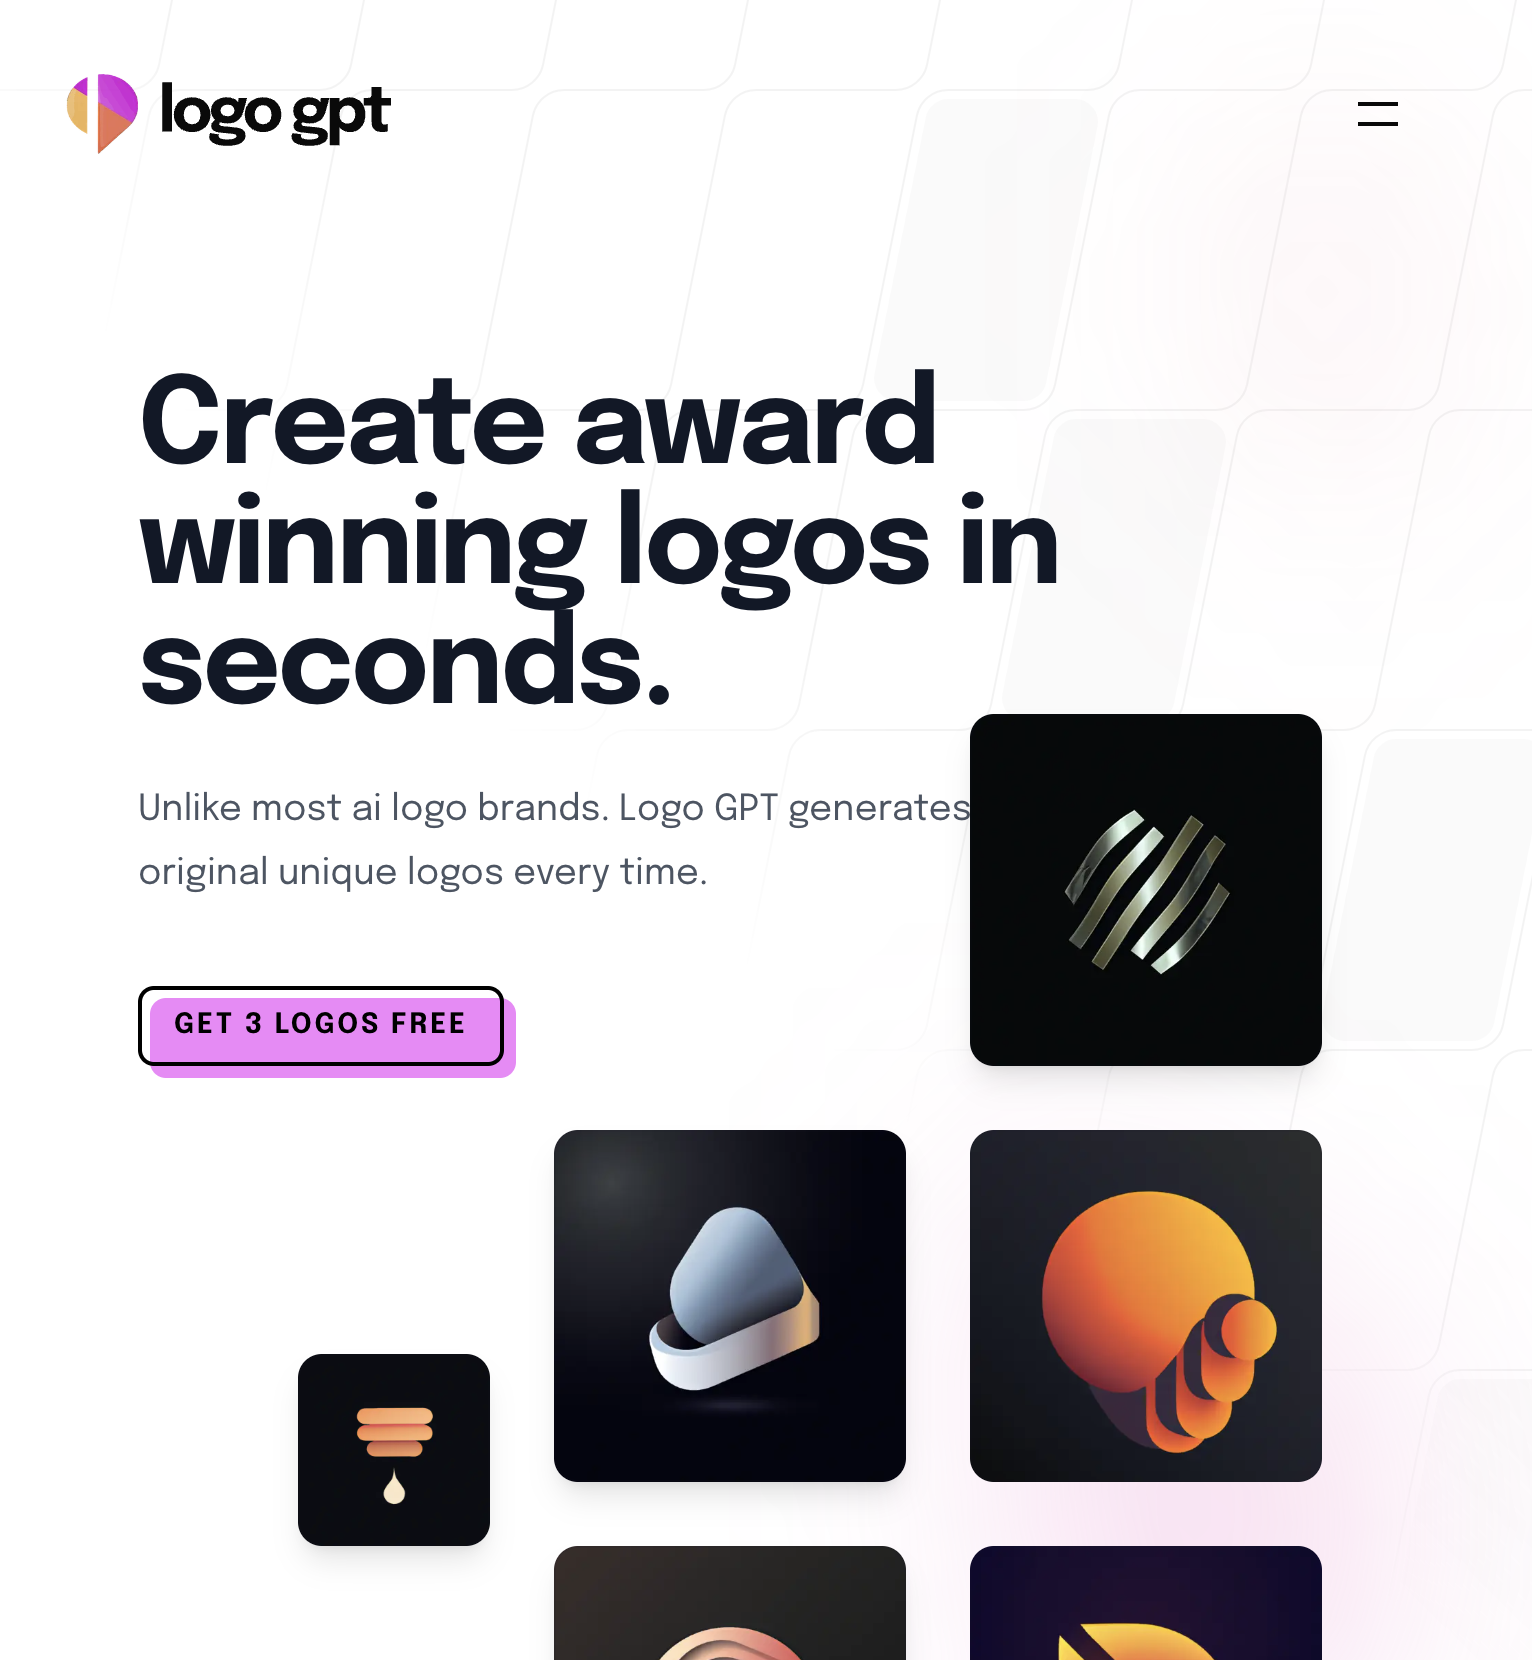 logo gpt
Create award
winning logos in
seconds.
Unlike most ai logo brands. Logo GPT generates
original unique logos every time.
GET 3 LOGOS FREE